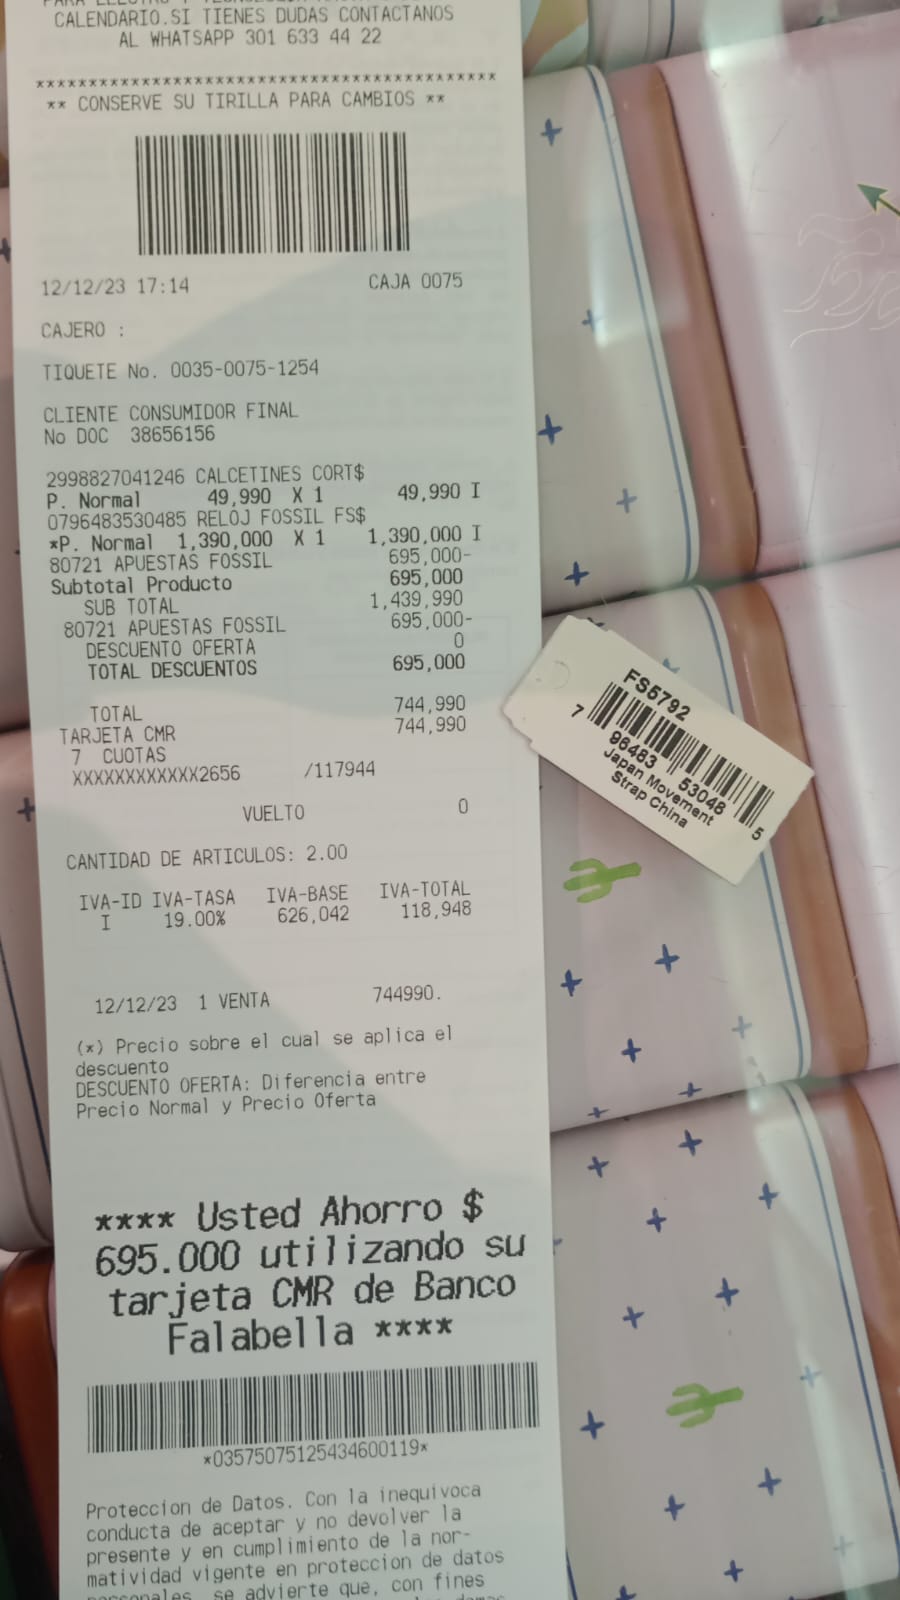 PARA ELECTRO Y TECNOLOGIA
CALENDARIO.SI TIENES DUDAS CONTACTANOS
AL WHATSAPP 301 633 44 22
********************************************
** CONSERVE SU TIRILLA PARA CAMBIOS **
12/12/23 17:14 CAJA 0075
CAJERO :
TIQUETE No. 0035-0075-1254
CLIENTE CONSUMIDOR FINAL
No DOC 38656156
2998827041246 CALCETINES CORT$
P. Normal 49,990 X 1 49,990 I
0796483530485 RELOJ FOSSIL FS$
*P. Normal 1,390,000 X 1 1,390,000 I
80721 APUESTAS FOSSIL 695,000-
Subtotal Producto 695,000
SUB TOTAL 1,439,990
80721 APUESTAS FOSSIL 695,000-
DESCUENTO OFERTA 0
TOTAL DESCUENTOS 695,000
TOTAL 744,990
TARJETA CMR 744,990
7 CUOTAS
XXXXXXXXXXXX2656 /117944
VUELTO 0
CANTIDAD DE ARTICULOS: 2.00
IVA-ID IVA-TASA IVA-BASE IVA-TOTAL
I 19.00% 626,042 118,948
12/12/23 1 VENTA 744990.
(*) Precio sobre el cual se aplica el
descuento
DESCUENTO OFERTA: Diferencia entre
Precio Normal y Precio Oferta
**** Usted Ahorro $
695.000 utilizando su
tarjeta CMR de Banco
Falabella ****
*03575075125434600119*
Proteccion de Datos. Con la inequivoca
conducta de aceptar y no devolver la
presente y en cumplimiento de la nor-
matividad vigente en proteccion de datos
personales, se advierte que, con fines
FS5792
7 96483 53048 5
Japan Movement
Strap China